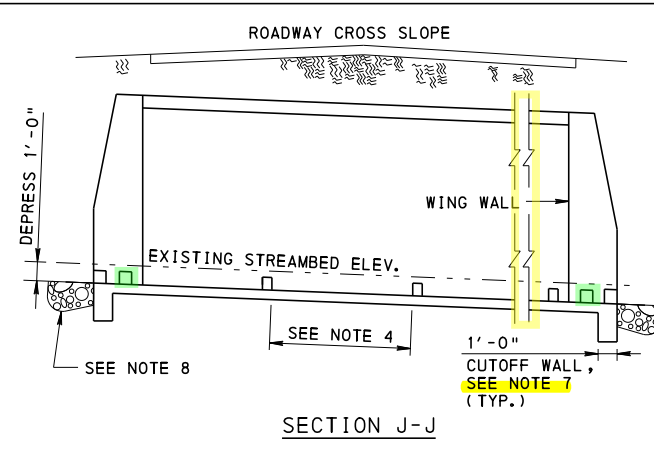 ROADWAY CROSS SLOPE
DEPRESS 1'-0"
WING WALL
EXISTING STREAMBED ELEV.
SEE NOTE 4
SEE NOTE 8
1'-0"
CUTOFF WALL,
SEE NOTE 7
(TYP.)
SECTION J-J